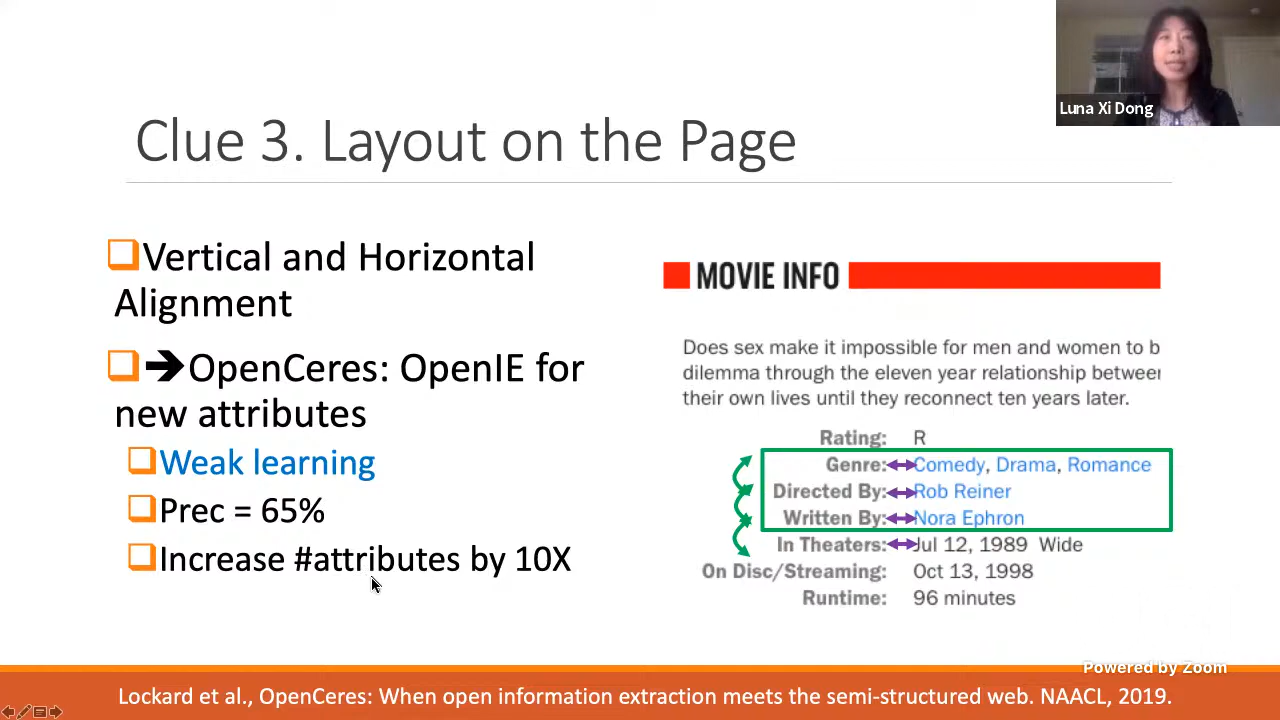 Luna Xi Dong
Clue 3. Layout on the Page
Vertical and Horizontal
Alignment
➔OpenCeres: OpenIE for
new attributes
Weak learning
Prec = 65%
Increase #attributes by 10X
MOVIE INFO
Does sex make it impossible for men and women to b
dilemma through the eleven year relationship betweer
their own lives until they reconnect ten years later.
Rating: R
Genre: Comedy, Drama, Romance
Directed By: Rob Reiner
Written By: Nora Ephron
In Theaters: Jul 12, 1989 Wide
On Disc/Streaming: Oct 13, 1998
Runtime: 96 minutes
Powered by Zoom
Lockard et al., OpenCeres: When open information extraction meets the semi-structured web. NAACL, 2019.